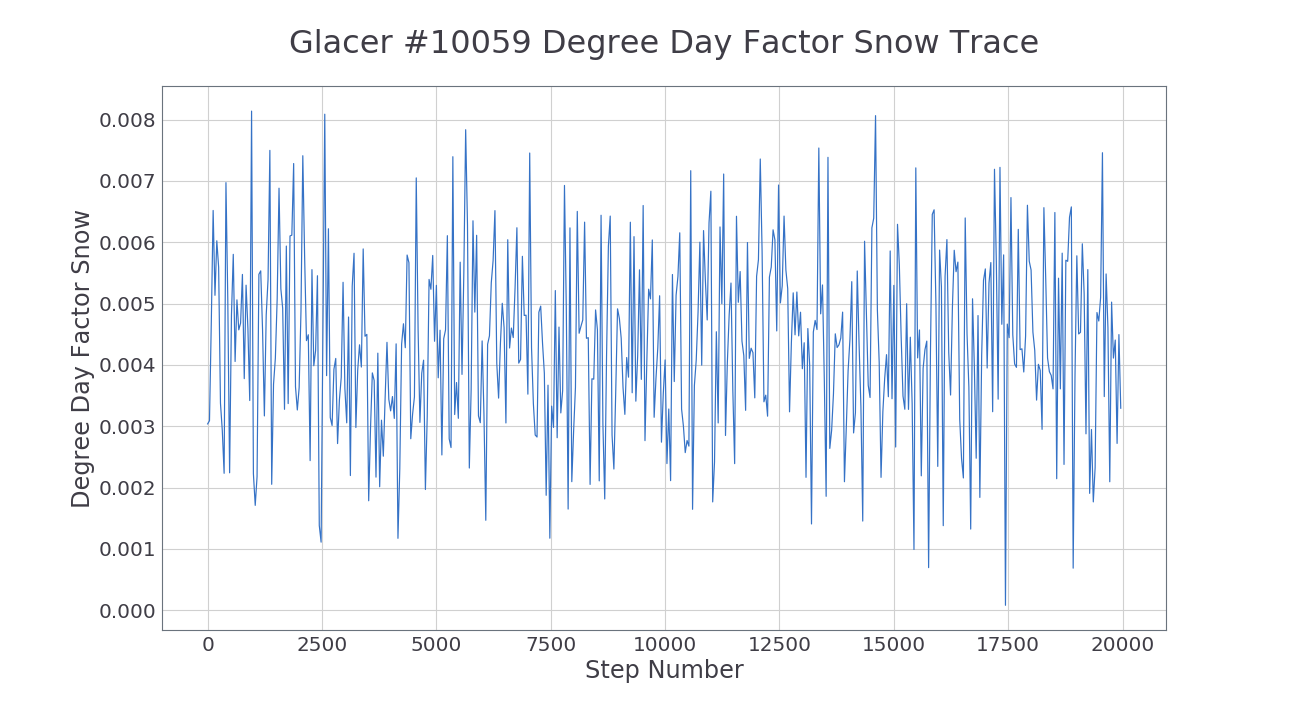 Glacer #10059 Degree Day Factor Snow Trace
0.008
0.007
0.006
0.005
0.004
0.003
0.002
0.001
0.000
Degree Day Factor Snow
0 2500 5000 7500 10000 12500 15000 17500 20000
Step Number